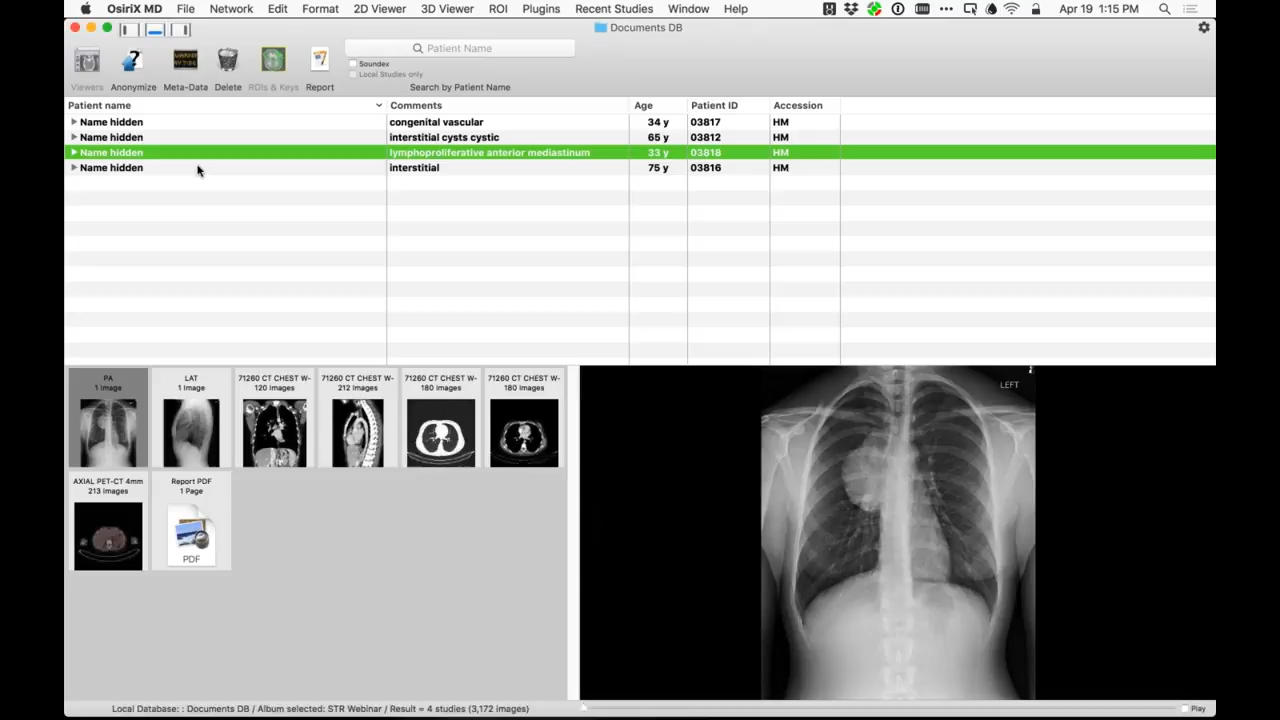 OsiriX MD File Network Edit Format 2D Viewer 3D Viewer ROI Plugins Recent Studies Window Help Apr 19 1:15 PM
Documents DB
Patient Name
Soundex
Local Studies only
Viewers Anonymize Meta-Data Delete ROIs & Keys Report Search by Patient Name
Patient name Comments Age Patient ID Accession
Name hidden congenital vascular 34 y 03817 HM
Name hidden interstitial cysts cystic 65 y 03812 HM
Name hidden lymphoproliferative anterior mediastinum 33 y 03818 HM
Name hidden interstitial 75 y 03816 HM
PA LAT 71260 CT CHEST W- 71260 CT CHEST W- 71260 CT CHEST W- 71260 CT CHEST W-
1 Image 1 Image 120 Images 212 Images 180 Images 180 Images
LEFT
AXIAL PET-CT 4mm Report PDF
213 Images 1 Page
PDF
Local Database: : Documents DB / Album selected: STR Webinar / Result = 4 studies (3,172 images) Play